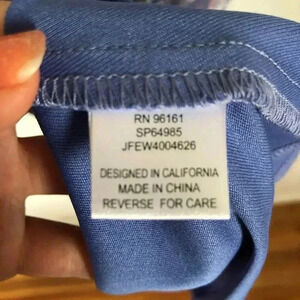 RN 96161
SP64985
JFEW4004626
DESIGNED IN CALIFORNIA
MADE IN CHINA
REVERSE FOR CARE